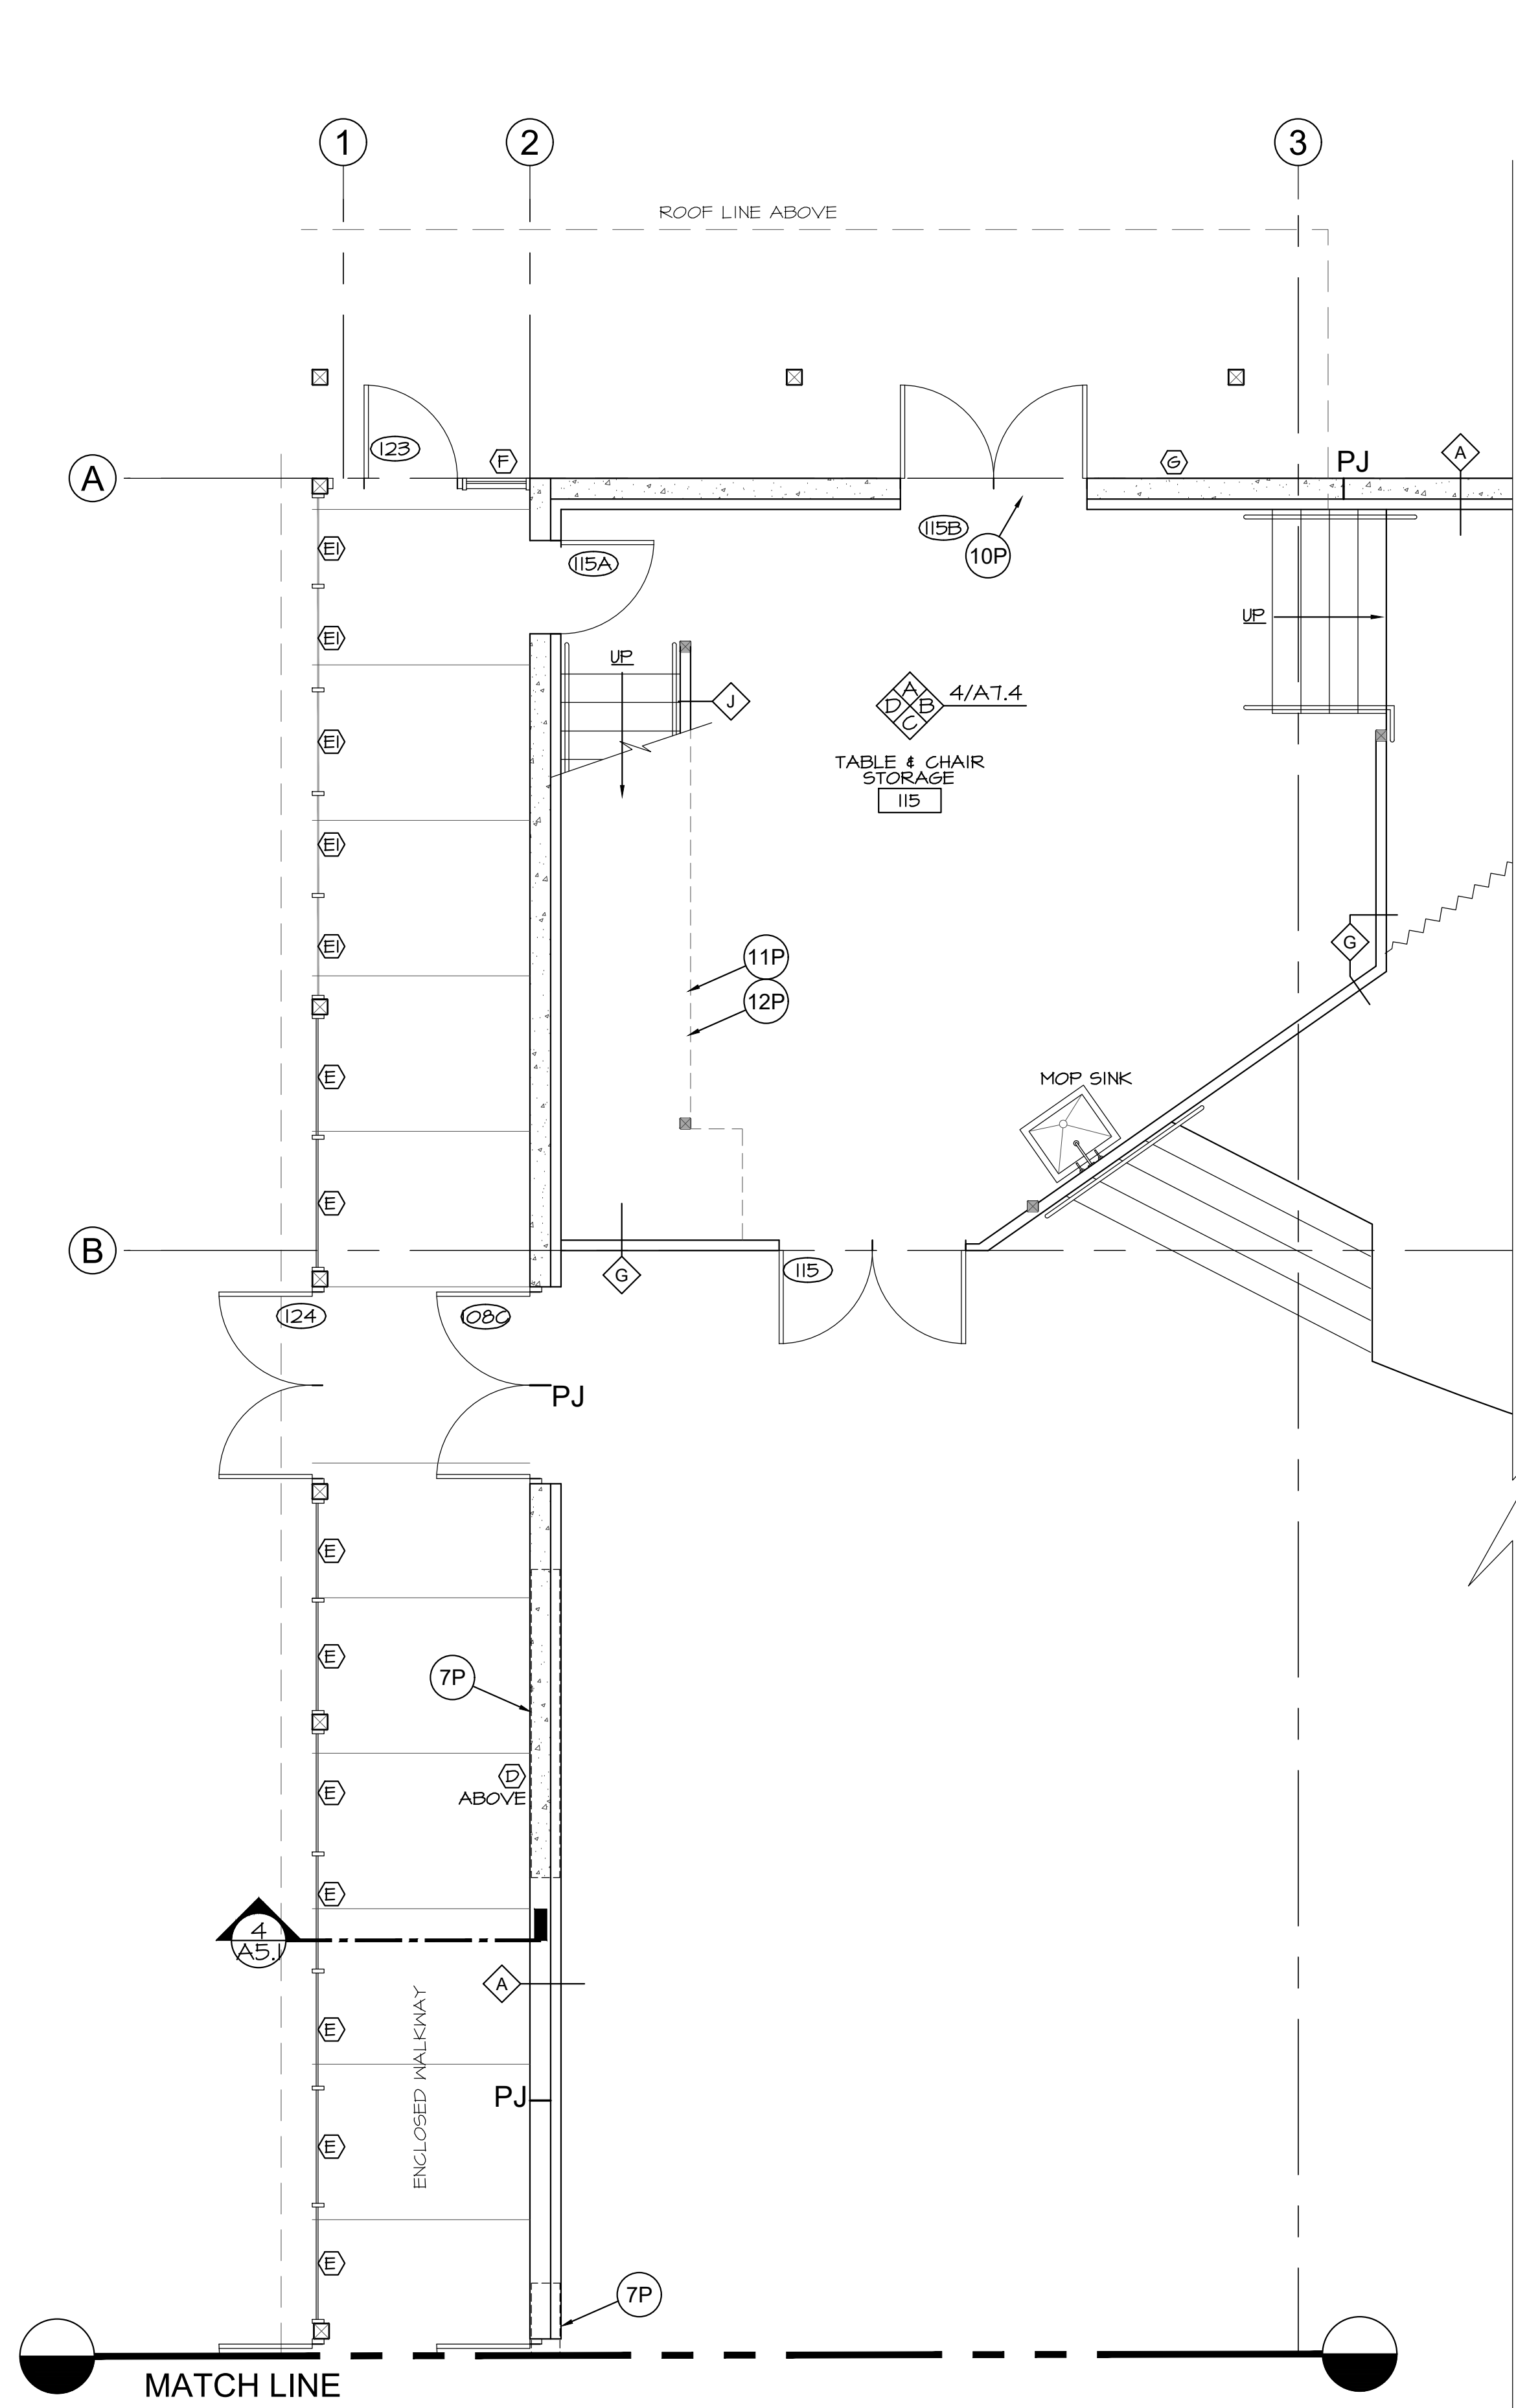 1
2
3
ROOF LINE ABOVE
123
F
G
PJ
A
A
E1
115A
115B
10P
E1
UP
UP
J
A
D
B
C
4/A7.4
E1
TABLE & CHAIR
STORAGE
115
E1
E1
G
11P
12P
E
MOP SINK
E
B
G
115
124
108C
PJ
E
E
7P
D
ABOVE
E
E
4
A5.1
A
E
ENCLOSED WALKWAY
PJ
E
E
7P
MATCH LINE